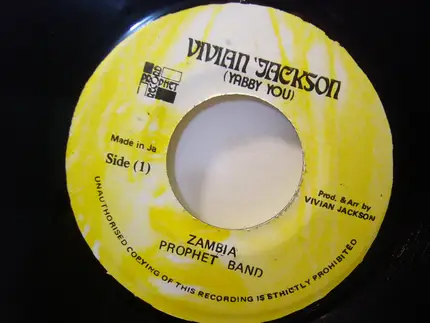 VIVIAN JACKSON
(YABBY YOU)
PROPHET
Made in Ja
Side (1)
Prod. & Arr by
VIVIAN JACKSON
ZAMBIA
PROPHET BAND
UNAUTHORISED COPYING OF THIS RECORDING IS STRICTLY PROHIBITED